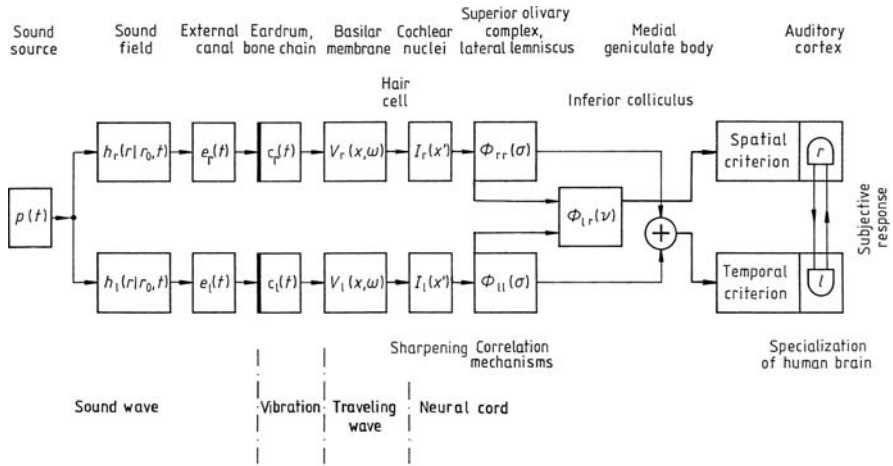 Sound source
Sound field
External canal
Eardrum, bone chain
Basilar membrane
Cochlear nuclei
Superior olivary complex, lateral lemniscus
Medial geniculate body
Auditory cortex
Hair cell
Inferior colliculus
p(t)
h_r(r|r_0,t)
e_r(t)
c_r(t)
V_r(x,ω)
I_r(x')
Φ_rr(σ)
Spatial criterion
r
Φ_lr(ν)
+
Subjective response
h_l(r|r_0,t)
e_l(t)
c_l(t)
V_l(x,ω)
I_l(x')
Φ_ll(σ)
Temporal criterion
l
Sharpening
Correlation mechanisms
Specialization of human brain
Sound wave
Vibration
Traveling wave
Neural cord